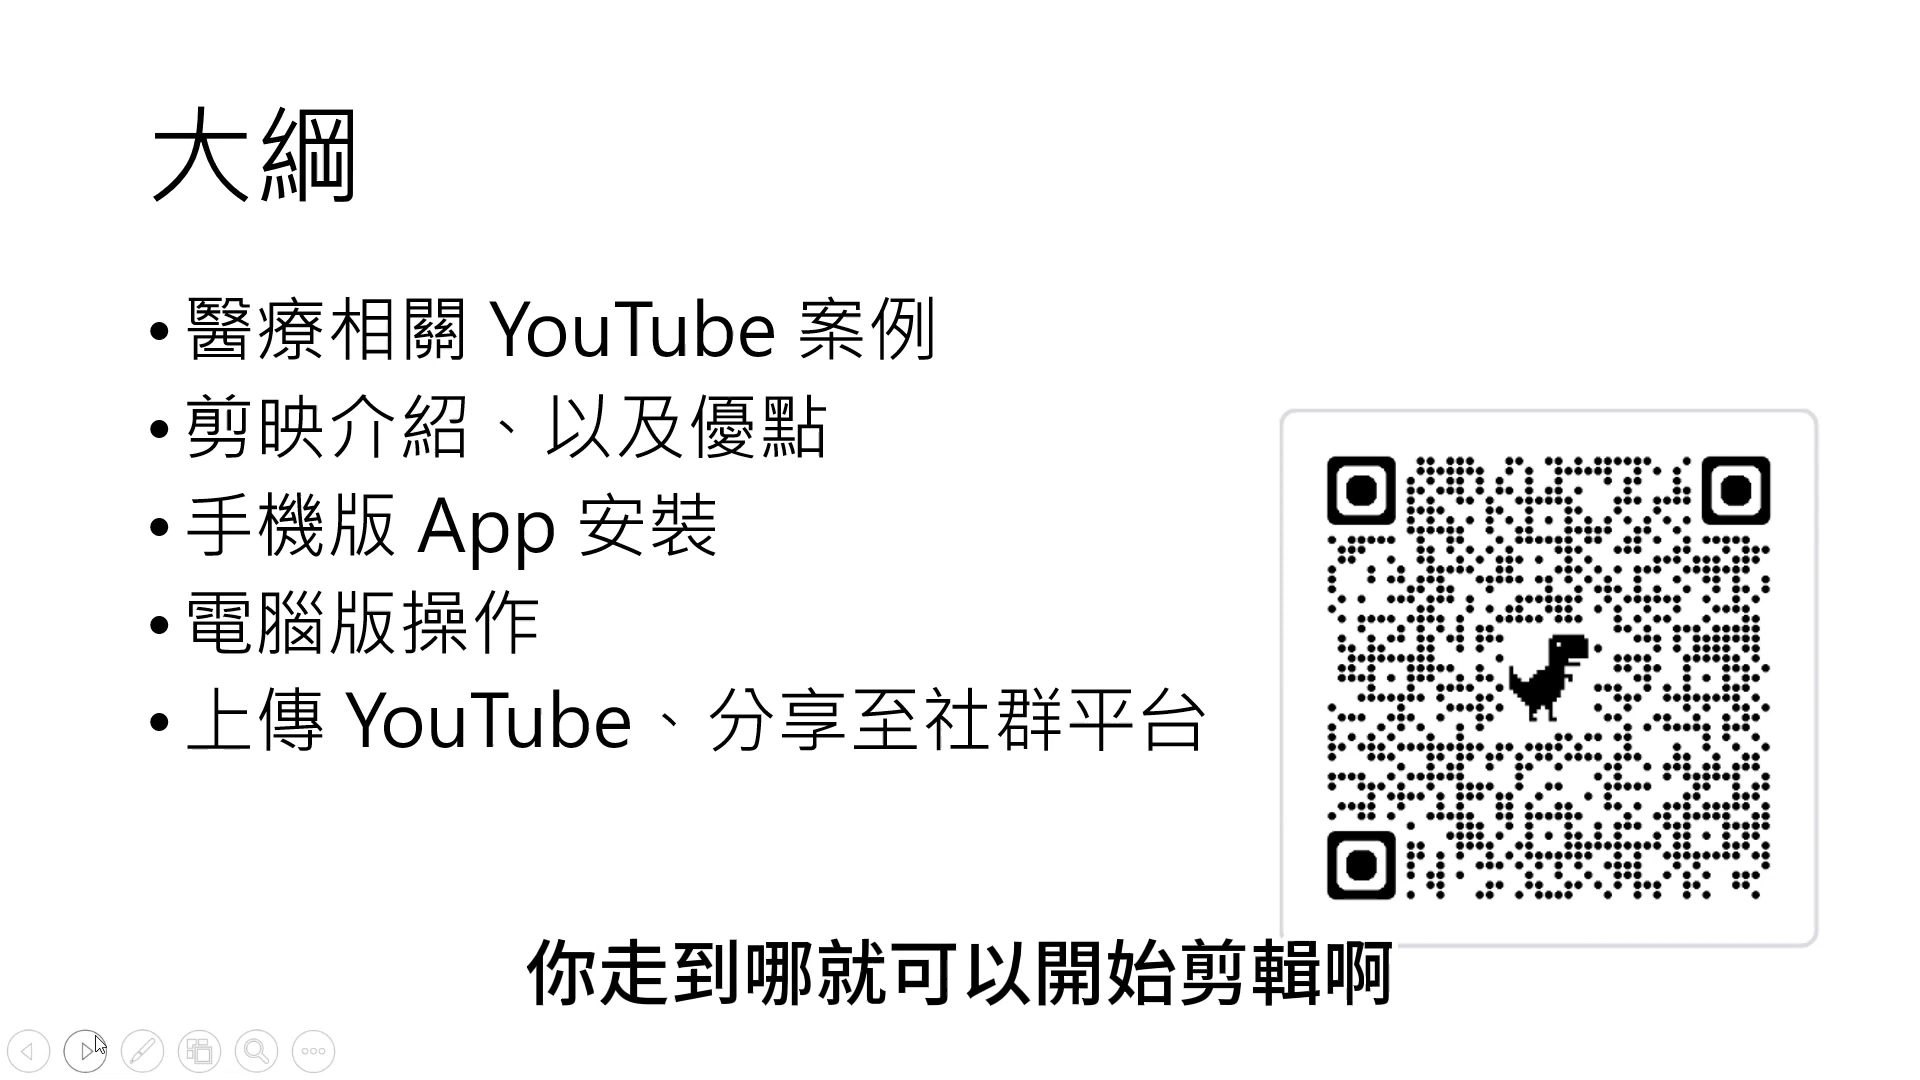 大綱
• 醫療相關 YouTube 案例
• 剪映介紹、以及優點
• 手機版 App 安裝
• 電腦版操作
• 上傳 YouTube、分享至社群平台
你走到哪就可以開始剪輯啊